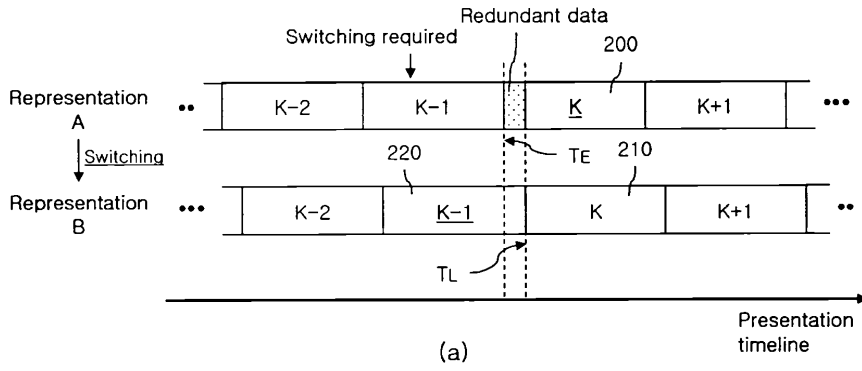 Redundant data
Switching required
200
Representation A
•• K-2 K-1 K K+1 •••
Switching
TE
220
210
Representation B
••• K-2 K-1 K K+1 ••
TL
Presentation timeline
(a)